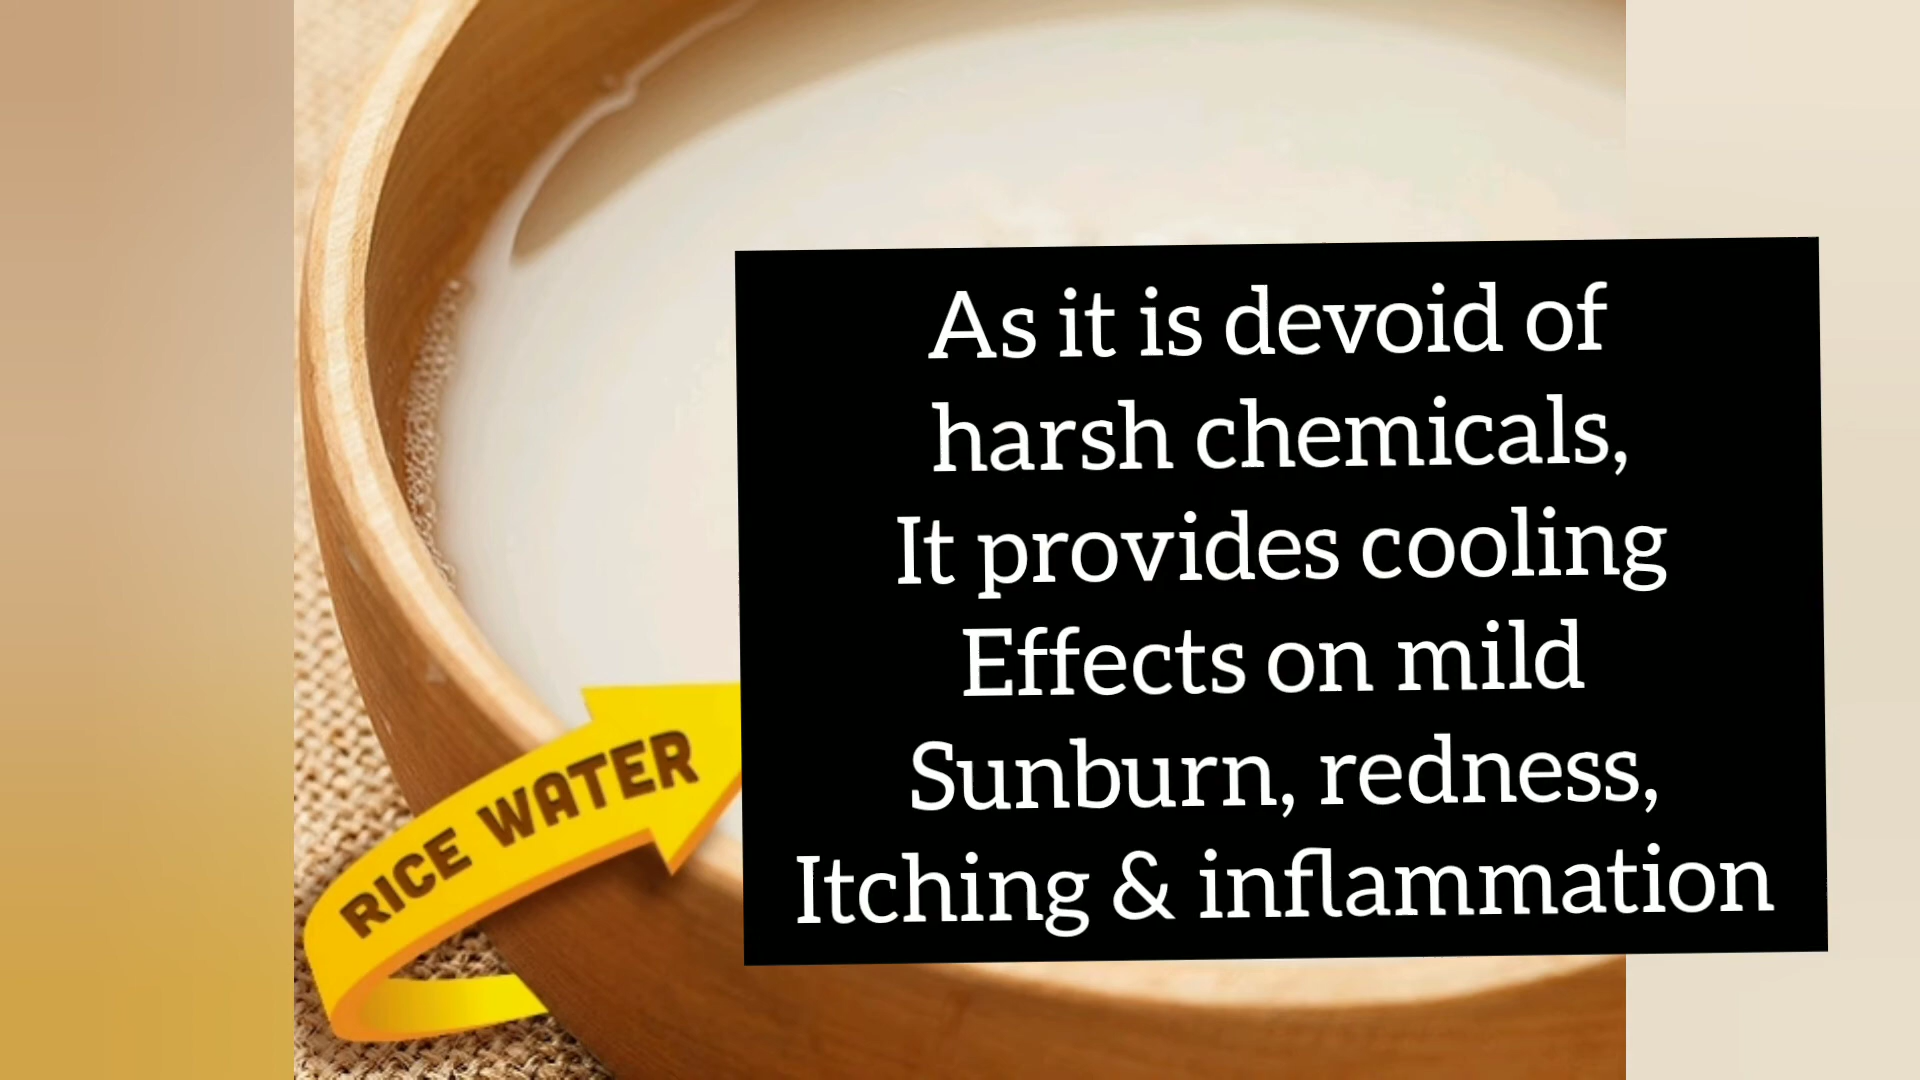 As it is devoid of
harsh chemicals,
It provides cooling
Effects on mild
Sunburn, redness,
Itching & inflammation
RICE WATER